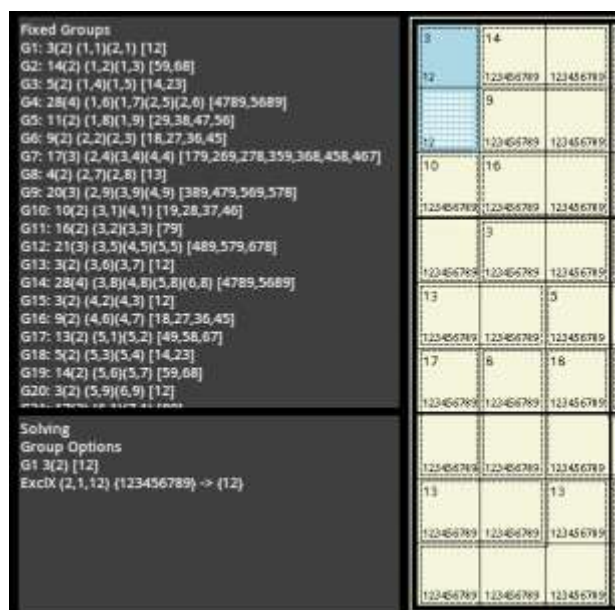 Fixed Groups
G1: 3(2) (1,1)(2,1) [12]
G2: 14(2) (1,2)(1,3) [59,68]
G3: 5(2) (1,4)(1,5) [14,23]
G4: 28(4) (1,6)(1,7)(2,5)(2,6) [4789,5689]
G5: 11(2) (1,8)(1,9) [29,38,47,56]
G6: 9(2) (2,2)(2,3) [18,27,36,45]
G7: 17(3) (2,4)(3,4)(4,4) [179,269,278,359,368,458,467]
G8: 4(2) (2,7)(2,8) [13]
G9: 20(3) (2,9)(3,9)(4,9) [389,479,569,578]
G10: 10(2) (3,1)(4,1) [19,28,37,46]
G11: 16(2) (3,2)(3,3) [79]
G12: 21(3) (3,5)(4,5)(5,5) [489,579,678]
G13: 3(2) (3,6)(3,7) [12]
G14: 28(4) (3,8)(4,8)(5,8)(6,8) [4789,5689]
G15: 3(2) (4,2)(4,3) [12]
G16: 9(2) (4,6)(4,7) [18,27,36,45]
G17: 13(2) (5,1)(5,2) [49,58,67]
G18: 5(2) (5,3)(5,4) [14,23]
G19: 14(2) (5,6)(5,7) [59,68]
G20: 3(2) (5,9)(6,9) [12]
Solving
Group Options
G1 3(2) [12]
ExclX (2,1,12) {123456789} -> {12}
3 14
12 123456789 123456789
9
12 123456789 123456789
10 16
123456789 123456789 123456789
3
123456789 123456789 123456789
13 5
123456789 123456789 123456789
17 6 18
123456789 123456789 123456789
123456789 123456789 123456789
13 13
123456789 123456789 123456789
123456789 123456789 123456789